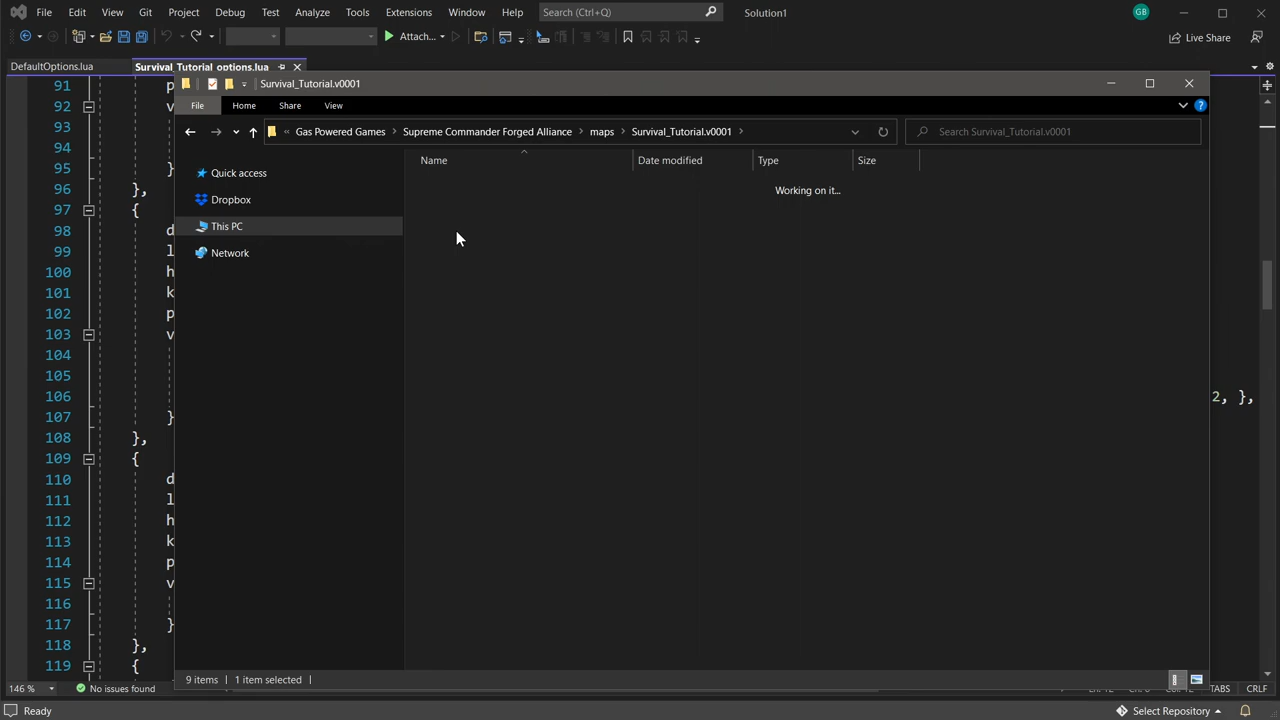 File Edit View Git Project Debug Test Analyze Tools Extensions Window Help Search (Ctrl+Q) Solution1 GB
Attach... Live Share
DefaultOptions.lua Survival_Tutorial_options.lua
Survival_Tutorial.v0001
File Home Share View
« Gas Powered Games > Supreme Commander Forged Alliance > maps > Survival_Tutorial.v0001 > Search Survival_Tutorial.v0001
Name Date modified Type Size
Working on it...
Quick access
Dropbox
This PC
Network
91 p
92 v
93
94
95 }
96 },
97 {
98 d
99 l
100 h
101 k
102 p
103 v
104
105
106 2, },
107 }
108 },
109 {
110 d
111 l
112 h
113 k
114 p
115 v
116
117 }
118 },
119 {
9 items 1 item selected
146 % No issues found TABS CRLF
Ready Select Repository